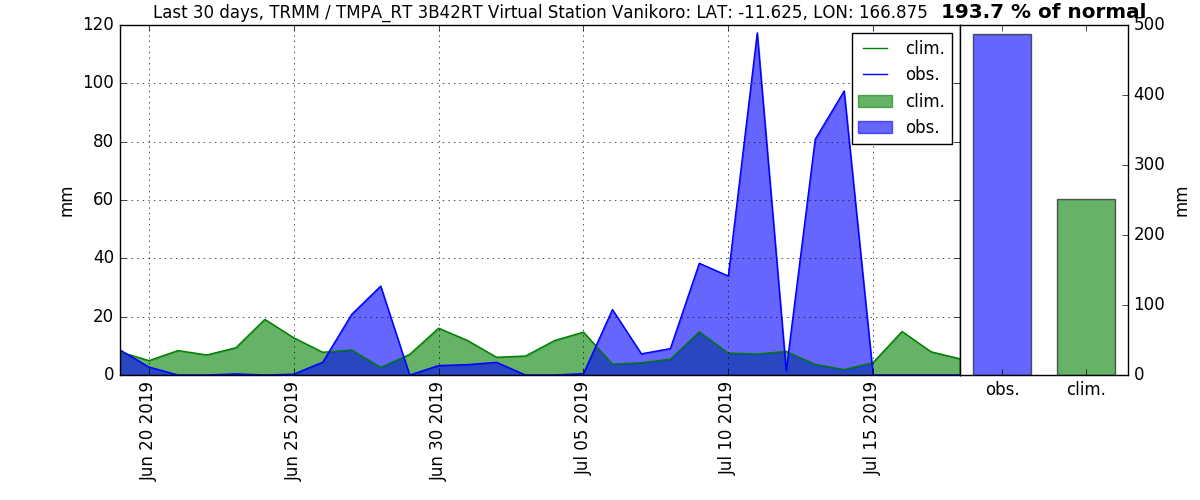 Last 30 days, TRMM / TMPA_RT 3B42RT Virtual Station Vanikoro: LAT: -11.625, LON: 166.875 193.7 % of normal
120
100
80
60
40
20
0
mm
clim.
obs.
clim.
obs.
Jun 20 2019
Jun 25 2019
Jun 30 2019
Jul 05 2019
Jul 10 2019
Jul 15 2019
500
400
300
200
100
0
mm
obs. clim.